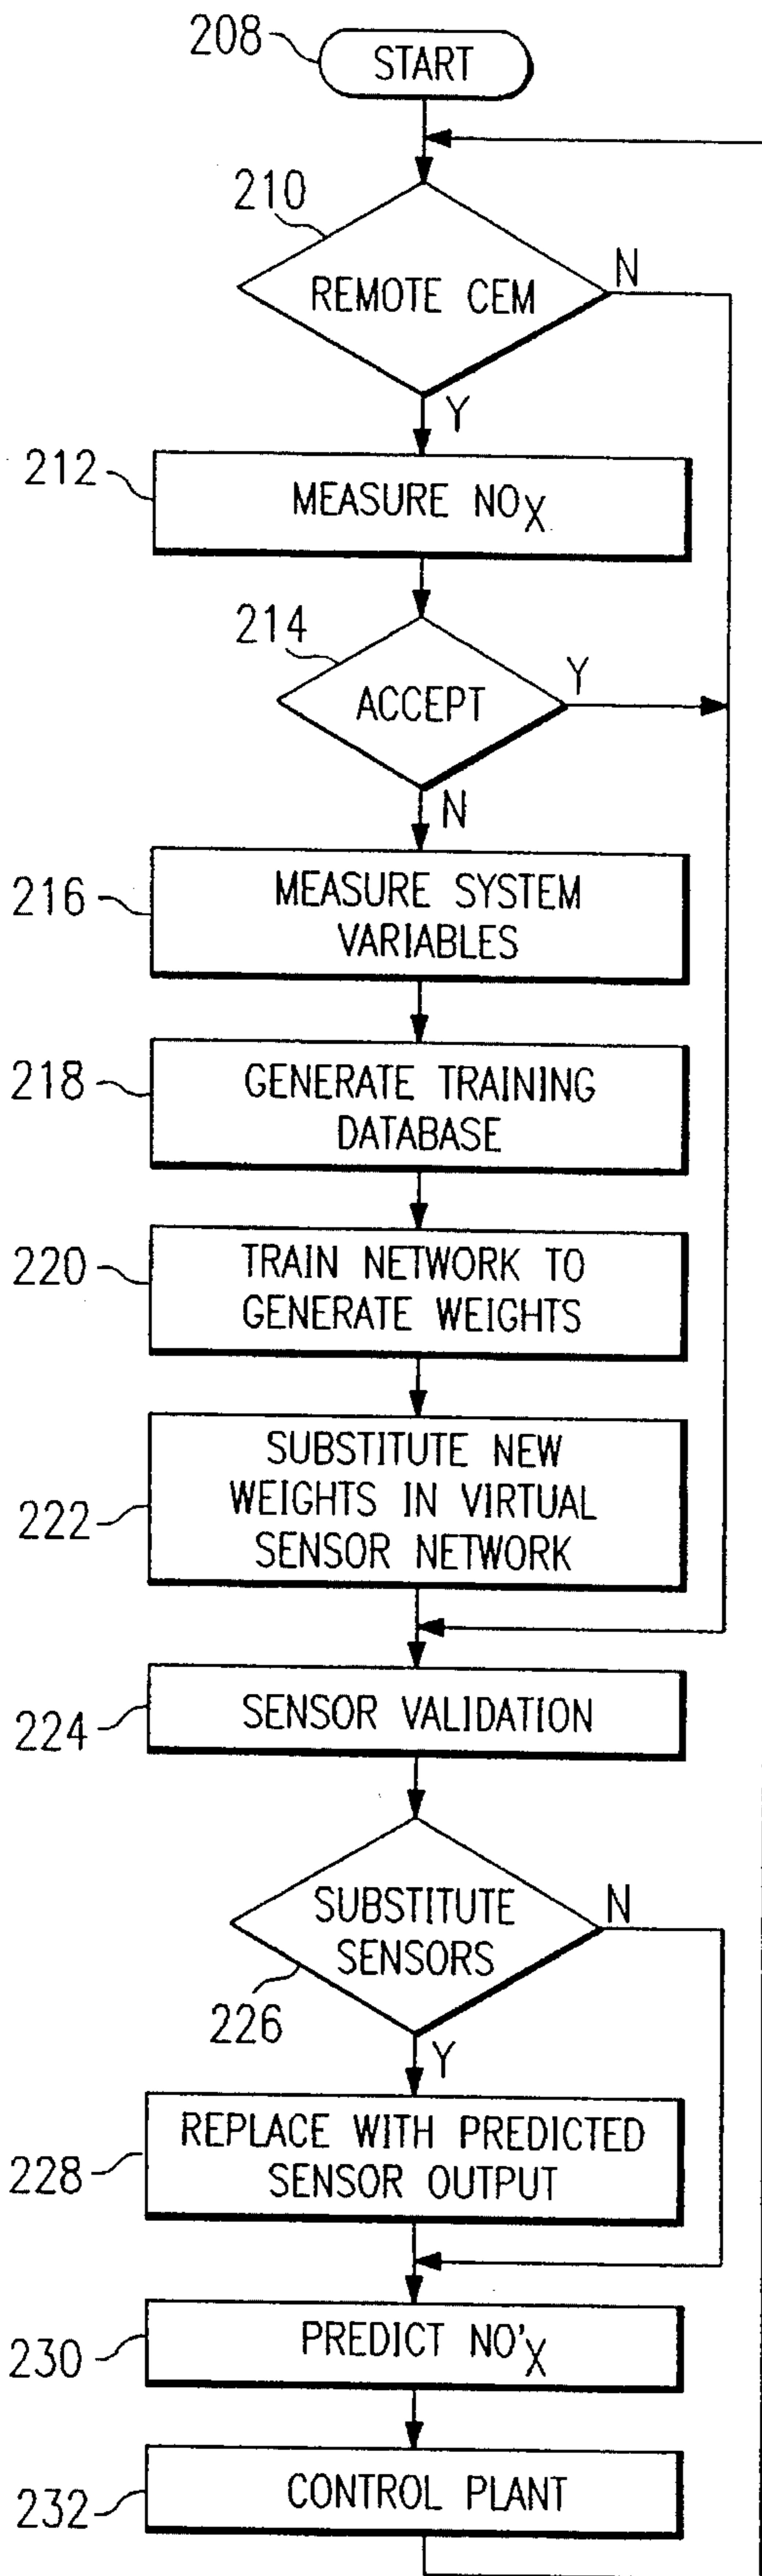 208
START
210
REMOTE CEM
N
Y
212
MEASURE NOX
214
ACCEPT
Y
N
216
MEASURE SYSTEM
VARIABLES
218
GENERATE TRAINING
DATABASE
220
TRAIN NETWORK TO
GENERATE WEIGHTS
222
SUBSTITUTE NEW
WEIGHTS IN VIRTUAL
SENSOR NETWORK
224
SENSOR VALIDATION
SUBSTITUTE
SENSORS
N
226
Y
228
REPLACE WITH PREDICTED
SENSOR OUTPUT
230
PREDICT NO'X
232
CONTROL PLANT